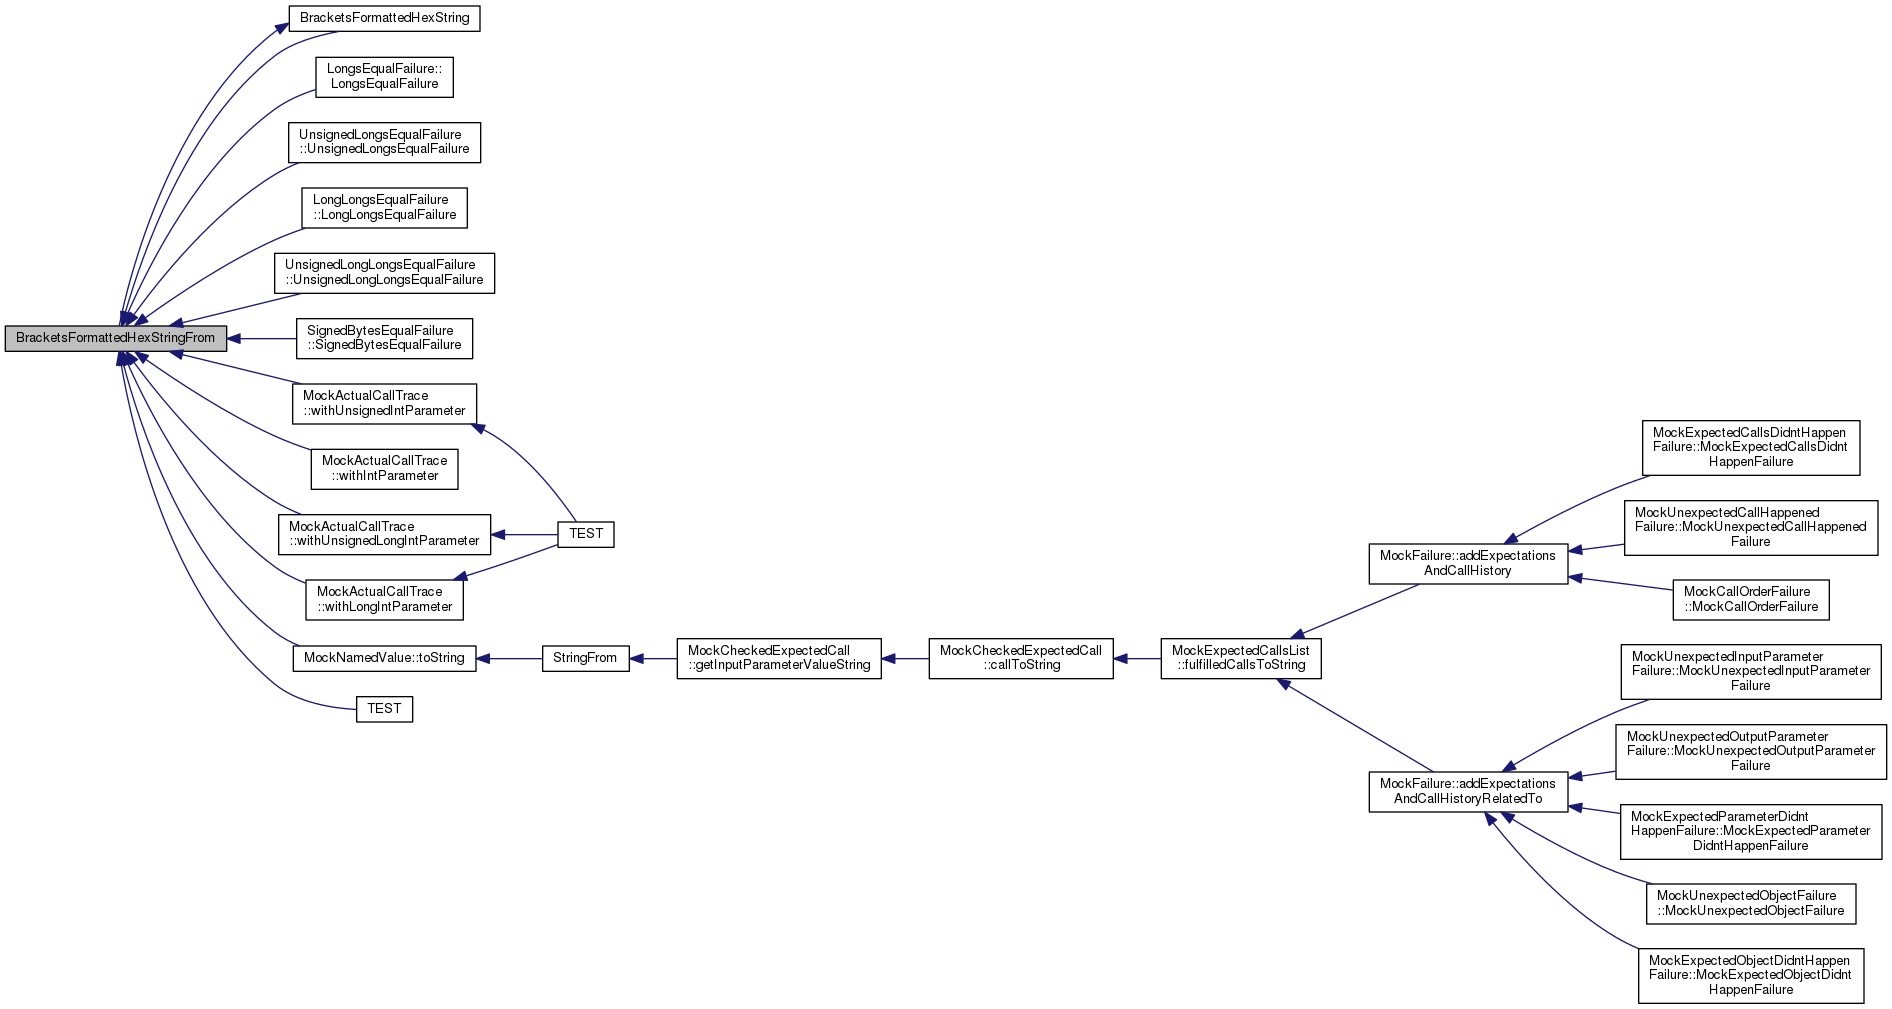 BracketsFormattedHexString
LongsEqualFailure::
LongsEqualFailure
UnsignedLongsEqualFailure
::UnsignedLongsEqualFailure
LongLongsEqualFailure
::LongLongsEqualFailure
UnsignedLongLongsEqualFailure
::UnsignedLongLongsEqualFailure
BracketsFormattedHexStringFrom
SignedBytesEqualFailure
::SignedBytesEqualFailure
MockActualCallTrace
::withUnsignedIntParameter
MockActualCallTrace
::withIntParameter
MockActualCallTrace
::withUnsignedLongIntParameter
TEST
MockActualCallTrace
::withLongIntParameter
MockNamedValue::toString
StringFrom
MockCheckedExpectedCall
::getInputParameterValueString
MockCheckedExpectedCall
::callToString
MockExpectedCallsList
::fulfilledCallsToString
TEST
MockFailure::addExpectations
AndCallHistory
MockExpectedCallsDidntHappen
Failure::MockExpectedCallsDidnt
HappenFailure
MockUnexpectedCallHappened
Failure::MockUnexpectedCallHappened
Failure
MockCallOrderFailure
::MockCallOrderFailure
MockFailure::addExpectations
AndCallHistoryRelatedTo
MockUnexpectedInputParameter
Failure::MockUnexpectedInputParameter
Failure
MockUnexpectedOutputParameter
Failure::MockUnexpectedOutputParameter
Failure
MockExpectedParameterDidnt
HappenFailure::MockExpectedParameter
DidntHappenFailure
MockUnexpectedObjectFailure
::MockUnexpectedObjectFailure
MockExpectedObjectDidntHappen
Failure::MockExpectedObjectDidnt
HappenFailure